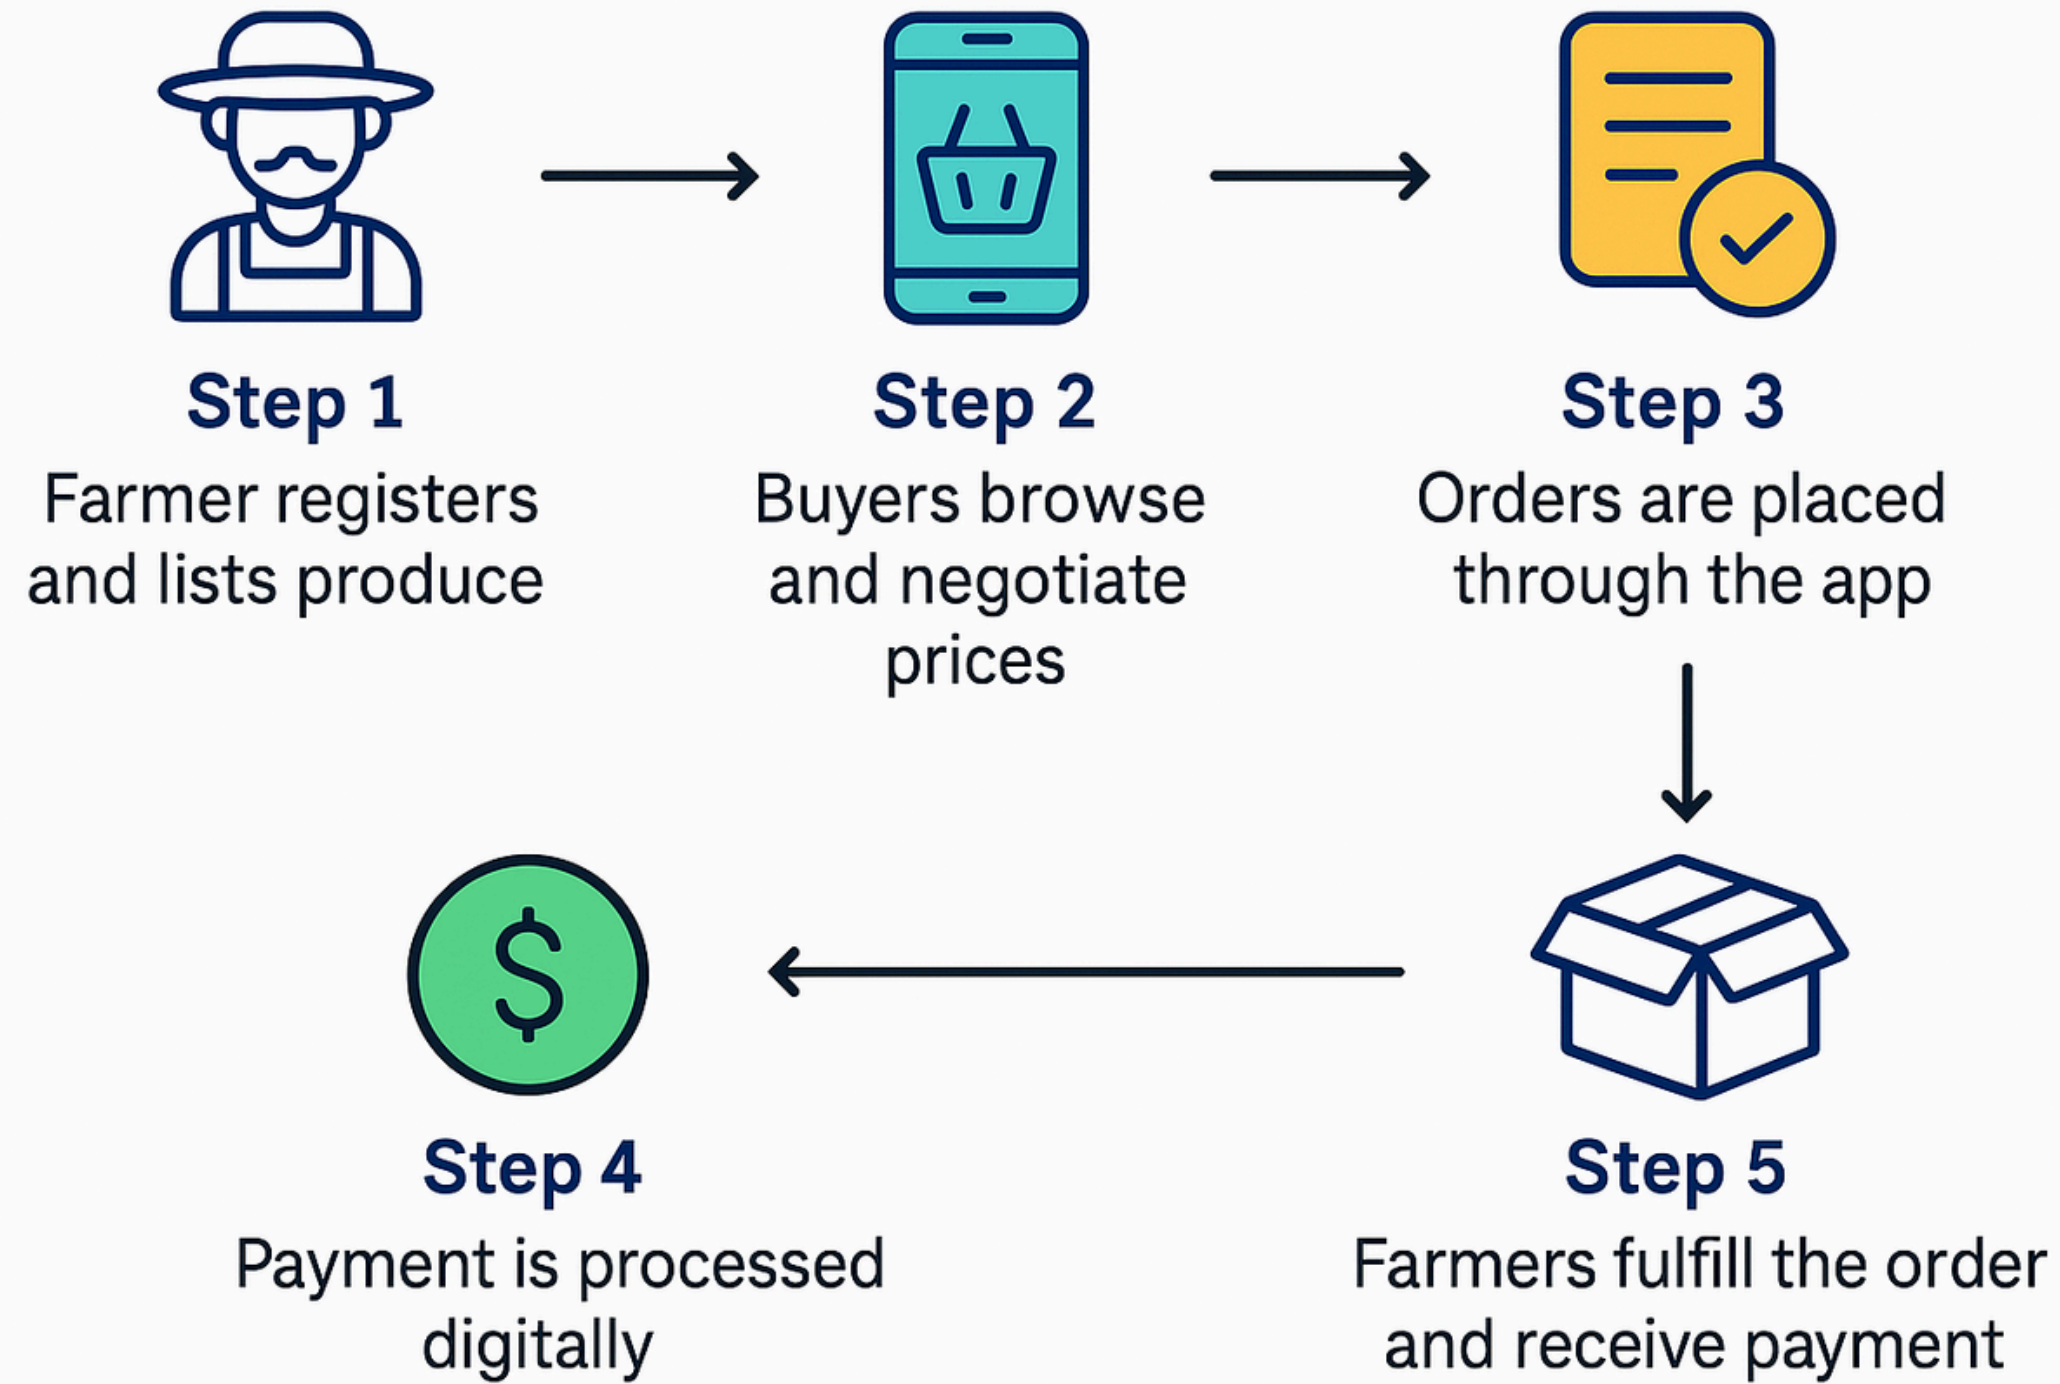 Step 1
Farmer registers
and lists produce
Step 2
Buyers browse
and negotiate
prices
Step 3
Orders are placed
through the app
$
Step 4
Payment is processed
digitally
Step 5
Farmers fulfill the order
and receive payment